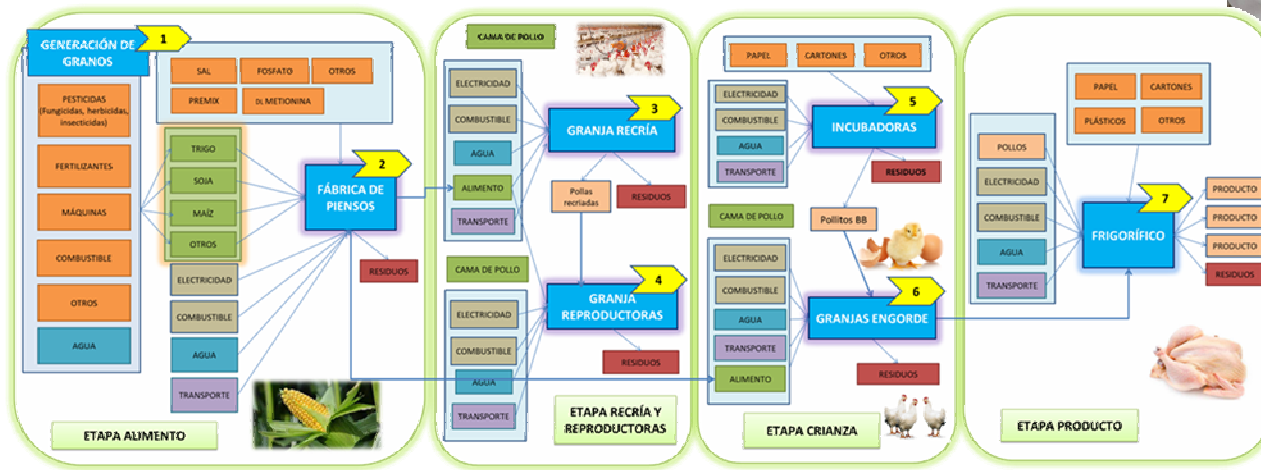 GENERACIÓN DE
GRANOS
1
PESTICIDAS
(Fungicidas, herbicidas,
insecticidas)
FERTILIZANTES
MÁQUINAS
COMBUSTIBLE
OTROS
AGUA
SAL
FOSFATO
OTROS
PREMIX
DL METIONINA
TRIGO
SOJA
MAÍZ
OTROS
ELECTRICIDAD
COMBUSTIBLE
AGUA
TRANSPORTE
2
FÁBRICA DE
PIENSOS
RESIDUOS
ETAPA ALIMENTO
CAMA DE POLLO
ELECTRICIDAD
COMBUSTIBLE
AGUA
ALIMENTO
TRANSPORTE
3
GRANJA RECRÍA
Pollas
recriadas
RESIDUOS
CAMA DE POLLO
ELECTRICIDAD
COMBUSTIBLE
AGUA
TRANSPORTE
4
GRANJA
REPRODUCTORAS
RESIDUOS
ETAPA RECRÍA Y
REPRODUCTORAS
PAPEL
CARTONES
OTROS
ELECTRICIDAD
COMBUSTIBLE
AGUA
TRANSPORTE
5
INCUBADORAS
RESIDUOS
Pollitos BB
CAMA DE POLLO
ELECTRICIDAD
COMBUSTIBLE
AGUA
TRANSPORTE
ALIMENTO
6
GRANJAS ENGORDE
RESIDUOS
ETAPA CRIANZA
PAPEL
CARTONES
PLÁSTICOS
OTROS
POLLOS
ELECTRICIDAD
COMBUSTIBLE
AGUA
TRANSPORTE
7
FRIGORÍFICO
PRODUCTO
PRODUCTO
PRODUCTO
RESIDUOS
ETAPA PRODUCTO